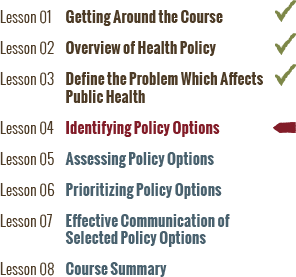 Lesson 01 Getting Around the Course
Lesson 02 Overview of Health Policy
Lesson 03 Define the Problem Which Affects
Public Health
Lesson 04 Identifying Policy Options
Lesson 05 Assessing Policy Options
Lesson 06 Prioritizing Policy Options
Lesson 07 Effective Communication of
Selected Policy Options
Lesson 08 Course Summary